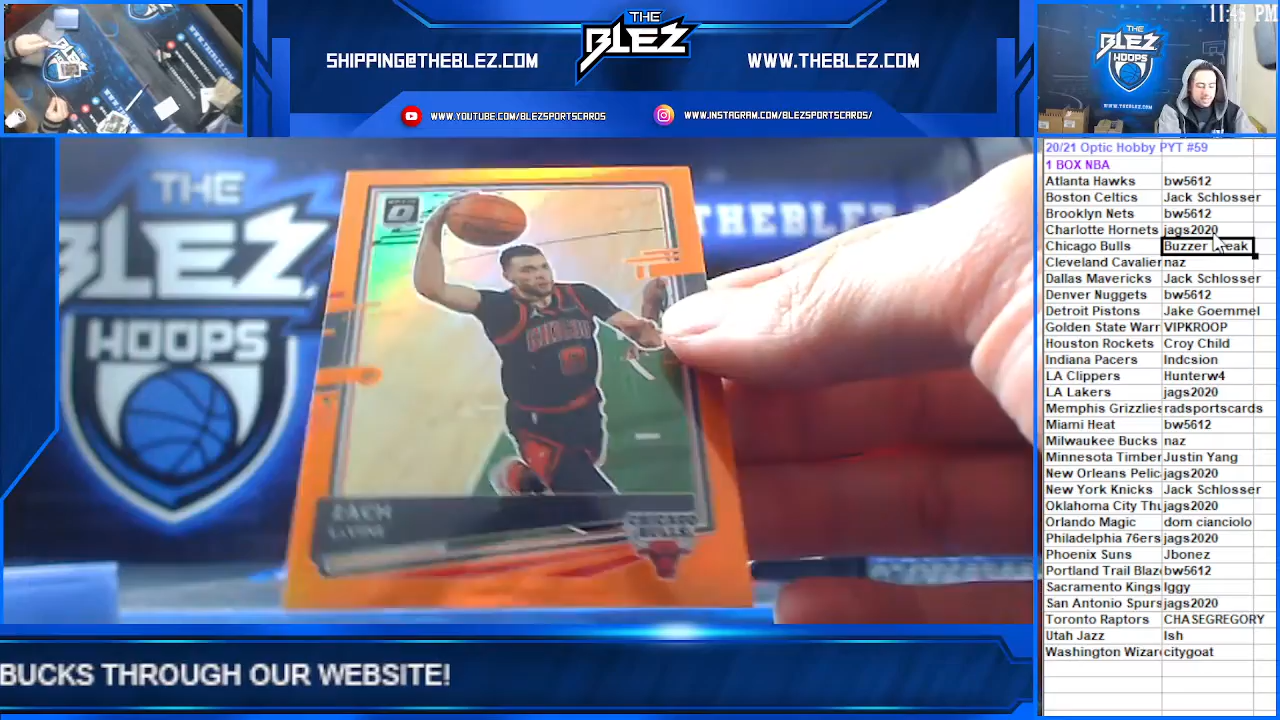 11:45 PM
THE
BLEZ
SHIPPING@THEBLEZ.COM
WWW.THEBLEZ.COM
WWW.YOUTUBE.COM/BLEZSPORTSCARDS
WWW.INSTAGRAM.COM/BLEZSPORTSCARDS/
THE
BLEZ
HOOPS
THE
BLEZ
HOOPS
THEBLEZ
ZACH
LAVINE
CHICAGO
BULLS
20/21 Optic Hobby PYT #59
1 BOX NBA
Atlanta Hawks bw5612
Boston Celtics Jack Schlosser
Brooklyn Nets bw5612
Charlotte Hornets jags2020
Chicago Bulls Buzzer eak
Cleveland Cavalier naz
Dallas Mavericks Jack Schlosser
Denver Nuggets bw5612
Detroit Pistons Jake Goemmel
Golden State Warr VIPKROOP
Houston Rockets Croy Child
Indiana Pacers Indcsion
LA Clippers Hunterw4
LA Lakers jags2020
Memphis Grizzlies radsportscards
Miami Heat bw5612
Milwaukee Bucks naz
Minnesota Timber Justin Yang
New Orleans Pelic jags2020
New York Knicks Jack Schlosser
Oklahoma City Thu jags2020
Orlando Magic dom cianciolo
Philadelphia 76ers jags2020
Phoenix Suns Jbonez
Portland Trail Blaz bw5612
Sacramento Kings Iggy
San Antonio Spurs jags2020
Toronto Raptors CHASEGREGORY
Utah Jazz Ish
Washington Wizar citygoat
BUCKS THROUGH OUR WEBSITE!